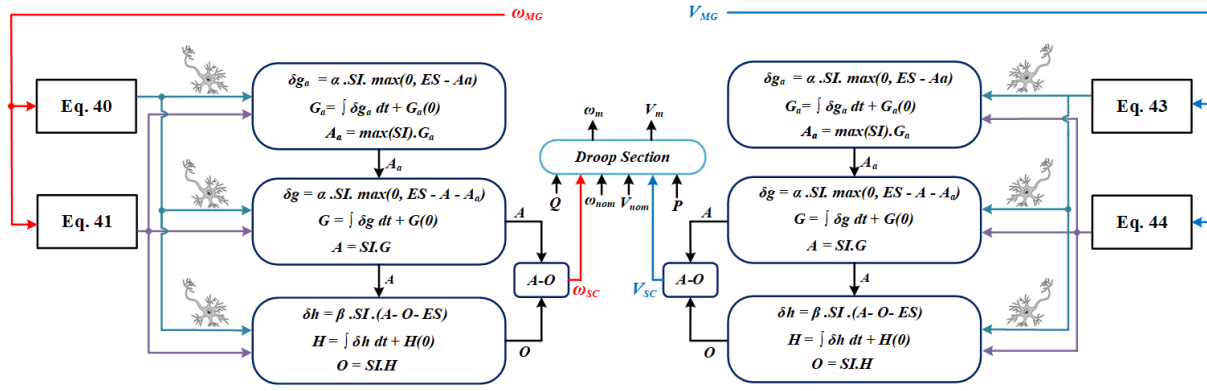 ω_MG
V_MG
Eq. 40
Eq. 41
δg_a = α .SI. max(0, ES - Aa)
G_a = ∫ δg_a dt + G_a(0)
A_a = max(SI).G_a
A_a
δg = α .SI. max(0, ES - A - A_a)
G = ∫ δg dt + G(0)
A = SI.G
A
A
δh = β .SI .(A- O- ES)
H = ∫ δh dt + H(0)
O = SI.H
O
A-O
ω_SC
ω_m
V_m
Droop Section
Q
ω_nom
V_nom
P
V_SC
A-O
A
O
δg_a = α .SI. max(0, ES - Aa)
G_a = ∫ δg_a dt + G_a(0)
A_a = max(SI).G_a
A_a
δg = α .SI. max(0, ES - A - A_a)
G = ∫ δg dt + G(0)
A = SI.G
A
δh = β .SI .(A- O- ES)
H = ∫ δh dt + H(0)
O = SI.H
Eq. 43
Eq. 44